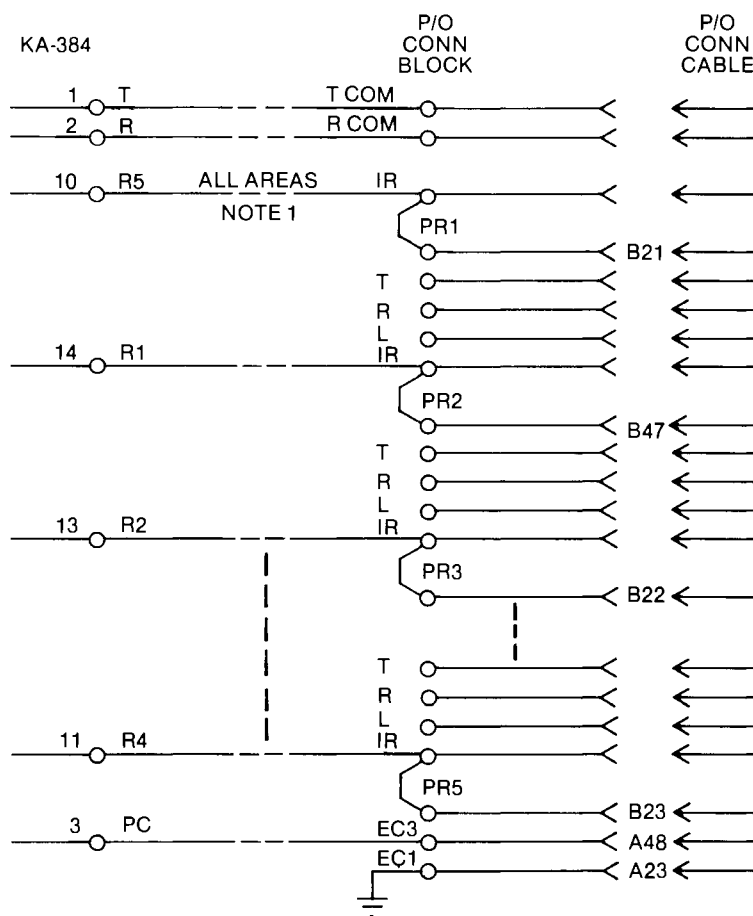 KA-384
P/O
CONN
BLOCK
P/O
CONN
CABLE
1 T T COM
2 R R COM
10 R5 ALL AREAS IR
NOTE 1
PR1
B21
T
R
L
14 R1 IR
PR2
B47
T
R
L
13 R2 IR
PR3
B22
T
R
L
11 R4 IR
PR5
B23
3 PC EC3 A48
EC1 A23